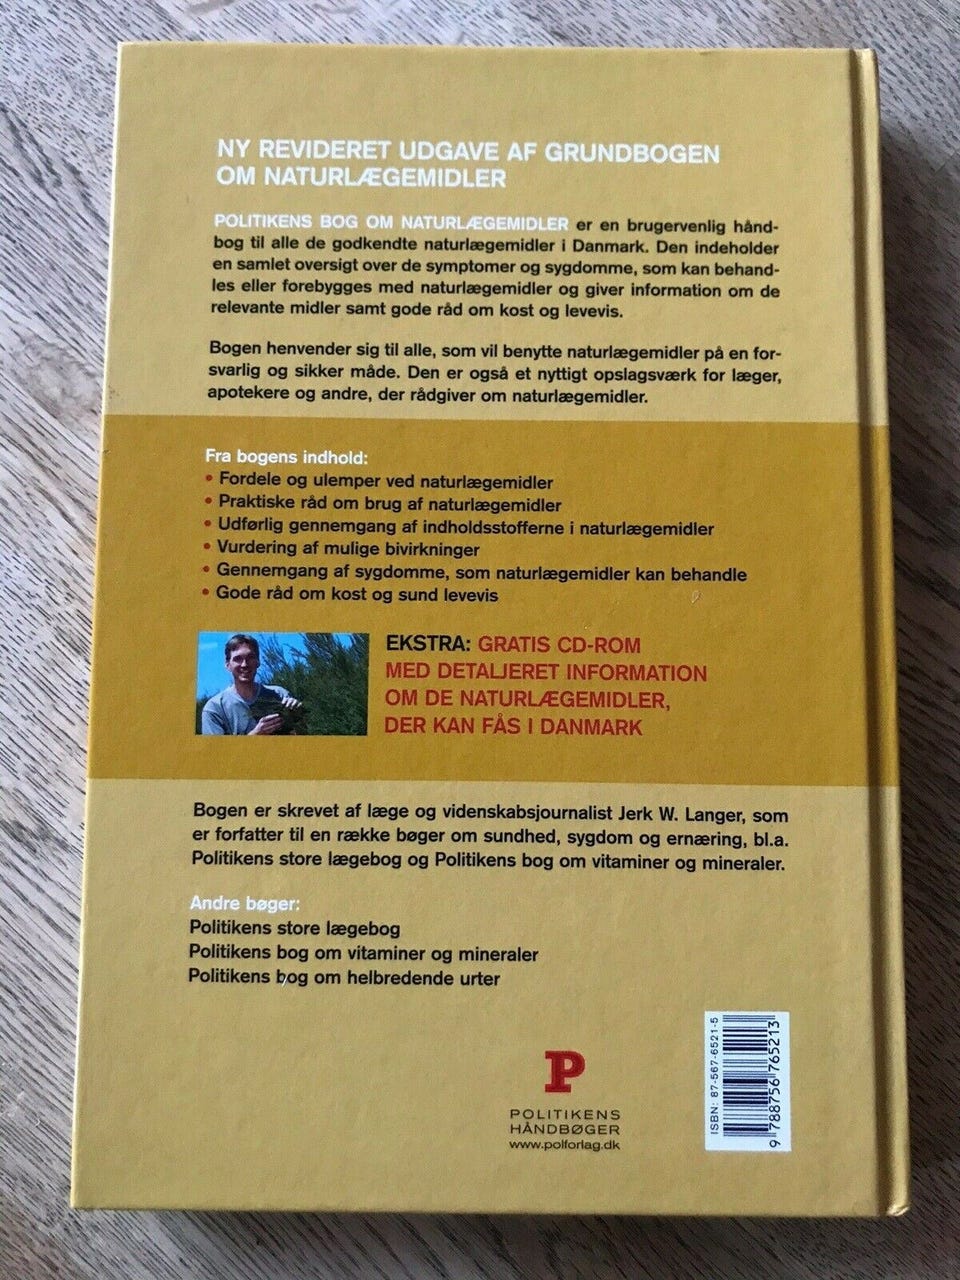 NY REVIDERET UDGAVE AF GRUNDBOGEN
OM NATURLÆGEMIDLER
POLITIKENS BOG OM NATURLÆGEMIDLER er en brugervenlig hånd-
bog til alle de godkendte naturlægemidler i Danmark. Den indeholder
en samlet oversigt over de symptomer og sygdomme, som kan behand-
les eller forebygges med naturlægemidler og giver information om de
relevante midler samt gode råd om kost og levevis.
Bogen henvender sig til alle, som vil benytte naturlægemidler på en for-
svarlig og sikker måde. Den er også et nyttigt opslagsværk for læger,
apotekere og andre, der rådgiver om naturlægemidler.
Fra bogens indhold:
• Fordele og ulemper ved naturlægemidler
• Praktiske råd om brug af naturlægemidler
• Udførlig gennemgang af indholdsstofferne i naturlægemidler
• Vurdering af mulige bivirkninger
• Gennemgang af sygdomme, som naturlægemidler kan behandle
• Gode råd om kost og sund levevis
EKSTRA: GRATIS CD-ROM
MED DETALJERET INFORMATION
OM DE NATURLÆGEMIDLER,
DER KAN FÅS I DANMARK
Bogen er skrevet af læge og videnskabsjournalist Jerk W. Langer, som
er forfatter til en række bøger om sundhed, sygdom og ernæring, bl.a.
Politikens store lægebog og Politikens bog om vitaminer og mineraler.
Andre bøger:
Politikens store lægebog
Politikens bog om vitaminer og mineraler
Politikens bog om helbredende urter
P
POLITIKENS
HÅNDBØGER
www.polforlag.dk
ISBN: 87-567-6521-5
9 788756 765213